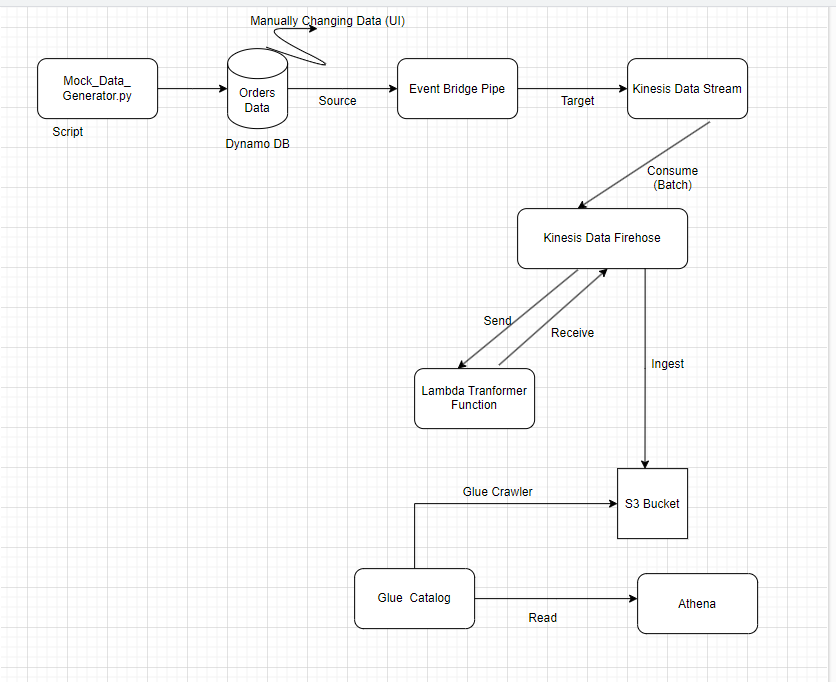 Manually Changing Data (UI)
Mock_Data_
Generator.py
Script
Orders
Data
Dynamo DB
Source
Event Bridge Pipe
Target
Kinesis Data Stream
Consume
(Batch)
Kinesis Data Firehose
Send
Receive
Lambda Tranformer
Function
Ingest
Glue Crawler
S3 Bucket
Glue Catalog
Read
Athena